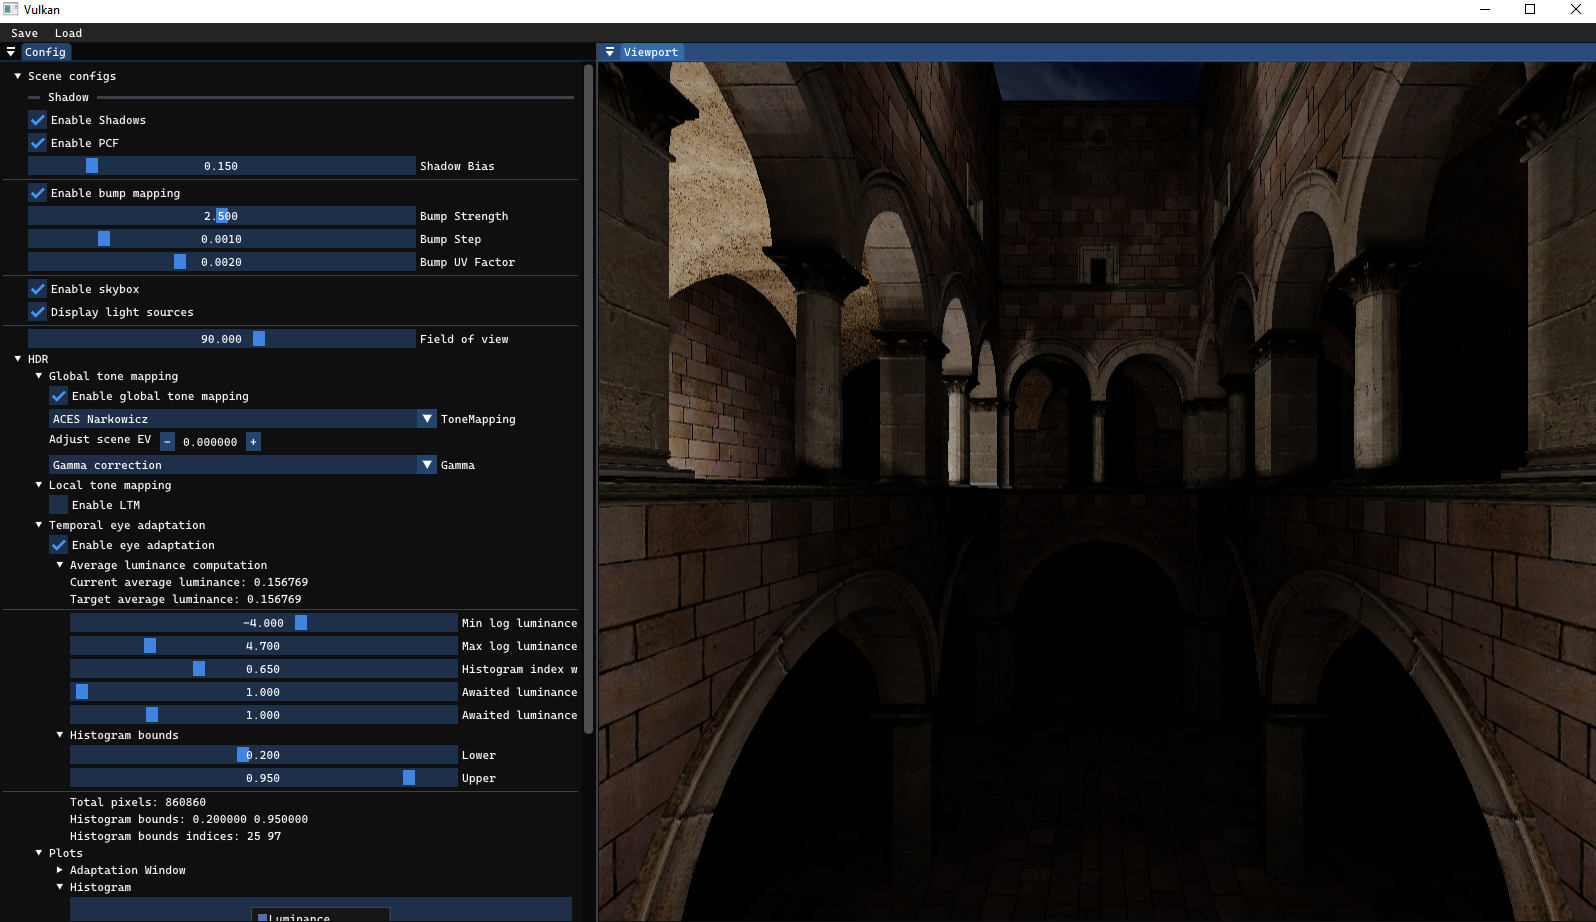 Vulkan
Save Load
Config
Viewport
Scene configs
Shadow
Enable Shadows
Enable PCF
0.150 Shadow Bias
Enable bump mapping
2.500 Bump Strength
0.0010 Bump Step
0.0020 Bump UV Factor
Enable skybox
Display light sources
90.000 Field of view
HDR
Global tone mapping
Enable global tone mapping
ACES Narkowicz ToneMapping
Adjust scene EV - 0.000000 +
Gamma correction Gamma
Local tone mapping
Enable LTM
Temporal eye adaptation
Enable eye adaptation
Average luminance computation
Current average luminance: 0.156769
Target average luminance: 0.156769
-4.000 Min log luminance
4.700 Max log luminance
0.650 Histogram index w
1.000 Awaited luminance
1.000 Awaited luminance
Histogram bounds
0.200 Lower
0.950 Upper
Total pixels: 860860
Histogram bounds: 0.200000 0.950000
Histogram bounds indices: 25 97
Plots
Adaptation Window
Histogram
Luminance